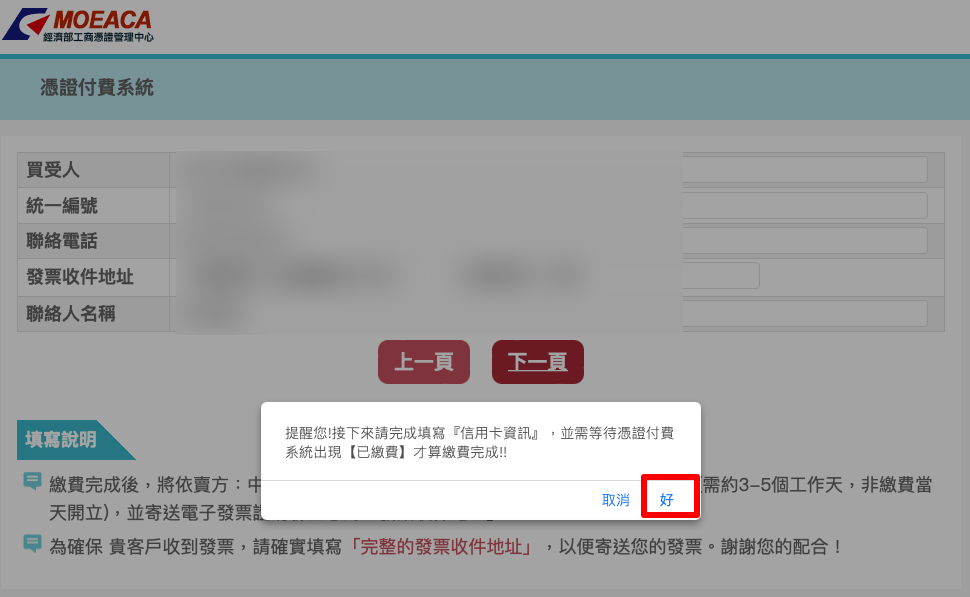 MOEACA
經濟部工商憑證管理中心
憑證付費系統
買受人
統一編號
聯絡電話
發票收件地址
聯絡人名稱
上一頁 下一頁
提醒您!接下來請完成填寫『信用卡資訊』，並需等待憑證付費
系統出現【已繳費】才算繳費完成!!
取消 好
填寫說明
繳費完成後，將依賣方：中 需約3–5個工作天，非繳費當
天開立)，並寄送電子發票
為確保 貴客戶收到發票，請確實填寫「完整的發票收件地址」，以便寄送您的發票。謝謝您的配合！